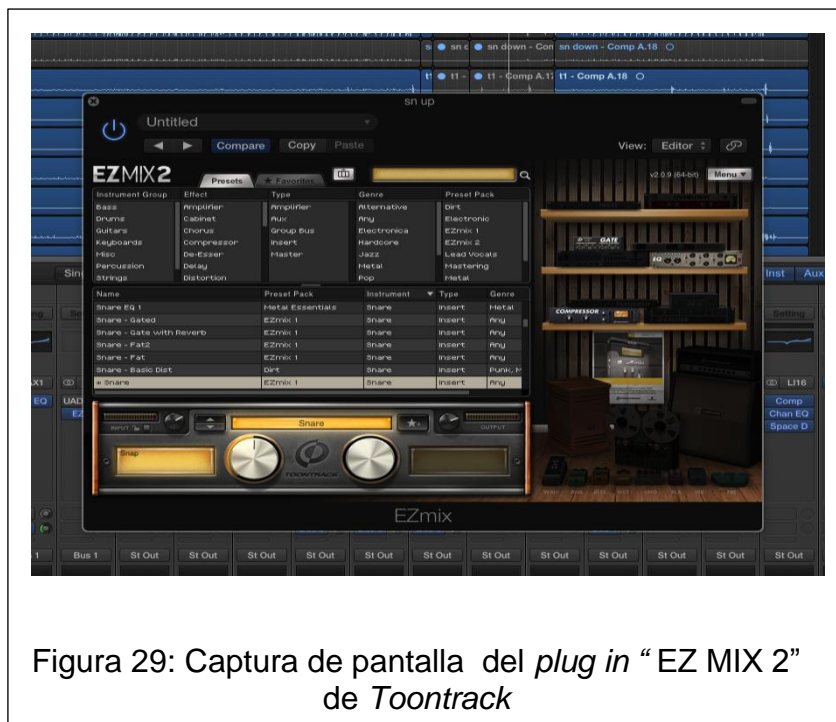 sn down - Con
sn down - Comp A.18
t1 -
t1 - Comp A.17
t1 - Comp A.18
sn up
Untitled
Compare Copy Paste
View: Editor
EZMIX2
Presets
Favorites
v2.0.9 (64-bit)
Menu
Instrument Group Effect Type Genre Preset Pack
Bass Amplifier Amplifier Alternative Dirt
Drums Cabinet Aux Any Electronic
Guitars Chorus Group Bus Electronica EZmix 1
Keyboards Compressor Insert Hardcore EZmix 2
Misc De-Esser Master Jazz Lead Vocals
Percussion Delay Metal Mastering
Strings Distortion Pop Metal
Name Preset Pack Instrument Type Genre
Snare EQ 1 Metal Essentials Snare Insert Metal
Snare - Gated EZmix 1 Snare Insert Any
Snare - Gate with Reverb EZmix 1 Snare Insert Any
Snare - Fat2 EZmix 1 Snare Insert Any
Snare - Fat EZmix 1 Snare Insert Any
Snare - Basic Dist Dirt Snare Insert Punk, M
* Snare EZmix 1 Snare Insert Any
GATE
EQ
COMPRESSOR
INPUT
Snare
OUTPUT
Snap
TOONTRACK
EZmix
Sin
Inst Aux
Setting
X1
LI16
EQ
UAD
EZ
Comp
Chan EQ
Space D
1 Bus 1 St Out St Out St Out St Out St Out St Out St Out St Out St Out St Out St Out St Out
Figura 29: Captura de pantalla del plug in “ EZ MIX 2”
de Toontrack